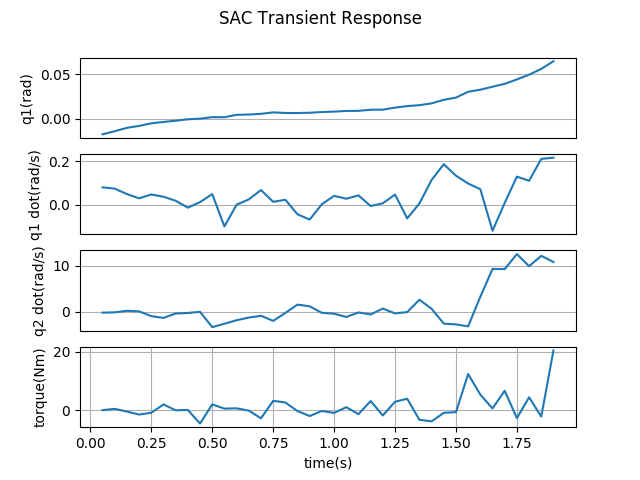 SAC Transient Response
q1(rad)
0.05
0.00
q1 dot(rad/s)
0.2
0.0
q2 dot(rad/s)
10
0
torque(Nm)
20
0
0.00 0.25 0.50 0.75 1.00 1.25 1.50 1.75
time(s)